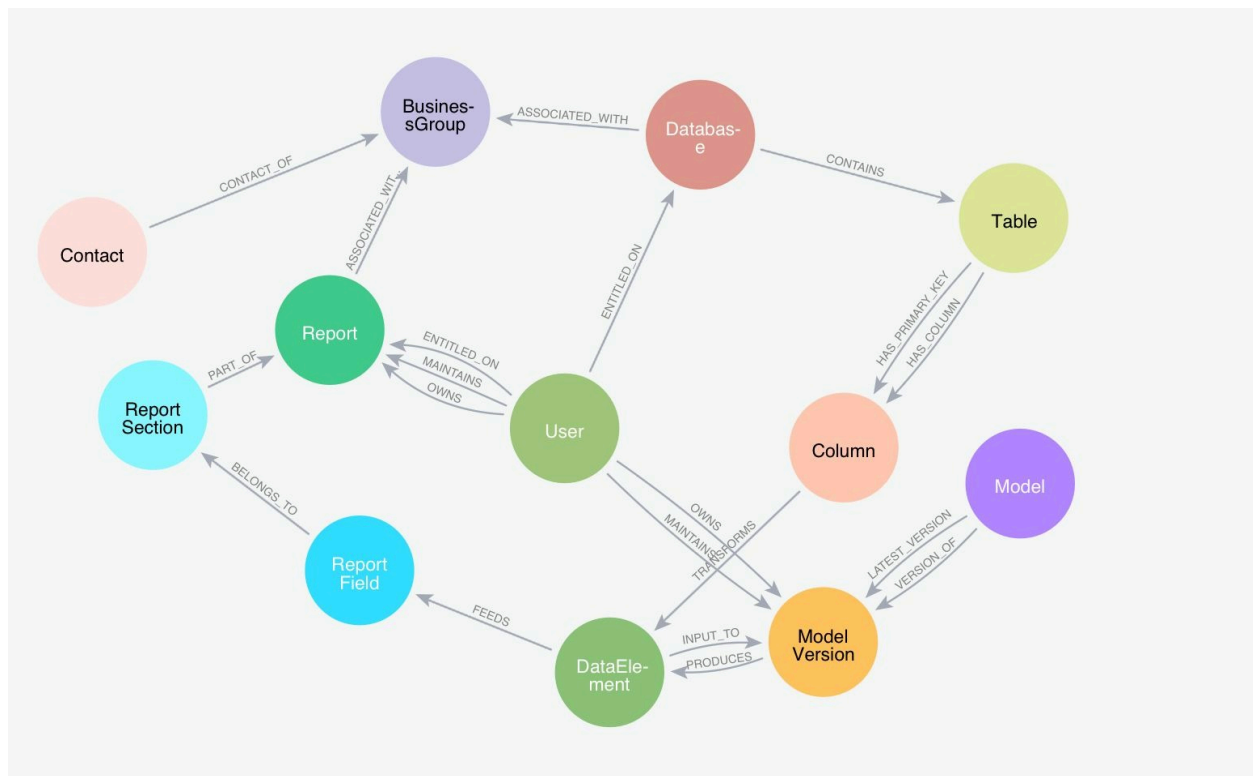 Busines-
sGroup
ASSOCIATED_WITH
Databas-
e
CONTAINS
CONTACT_OF
Table
Contact
ASSOCIATED_WIT…
ENTITLED_ON
HAS_PRIMARY_KEY
HAS_COLUMN
Report
ENTITLED_ON
MAINTAINS
OWNS
PART_OF
Report
Section
User
Column
Model
BELONGS_TO
OWNS
MAINTAINS
TRANSFORMS
LATEST_VERSION
VERSION_OF
Report
Field
FEEDS
DataEle-
ment
INPUT_TO
PRODUCES
Model
Version